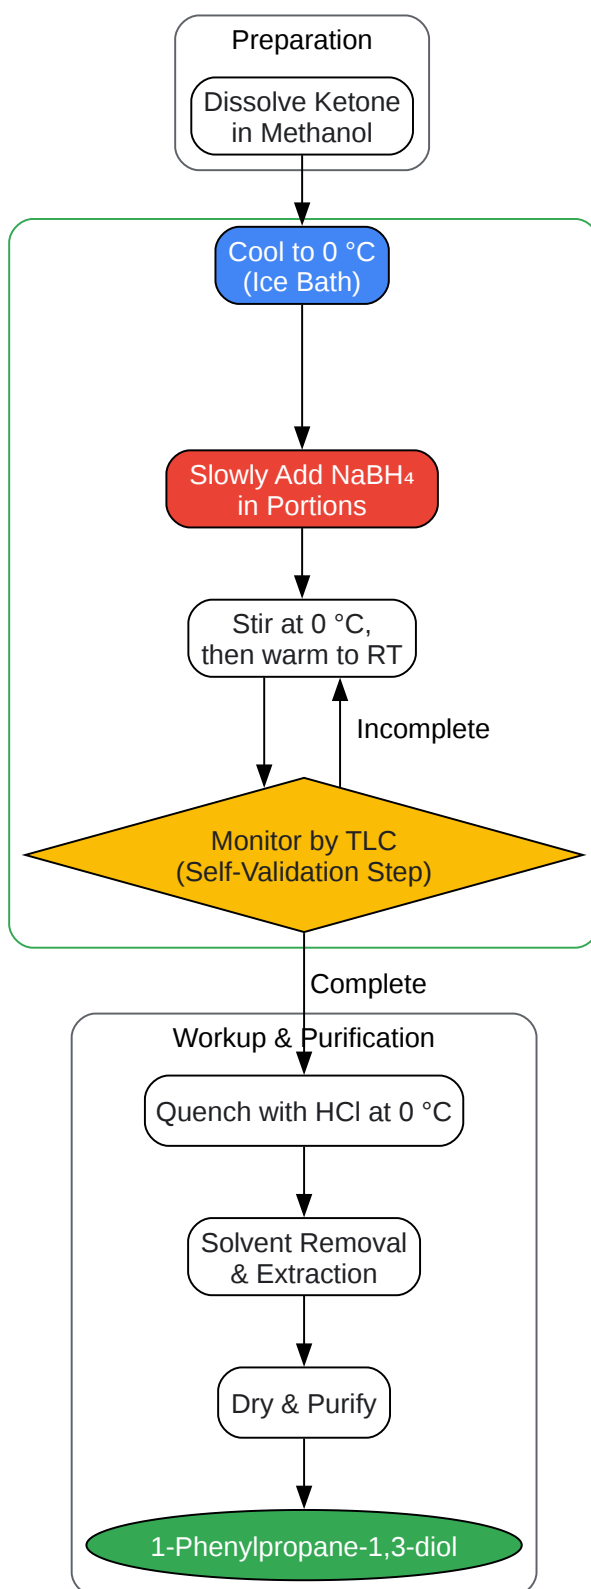 Preparation
Dissolve Ketone
in Methanol
Cool to 0 °C
(Ice Bath)
Slowly Add NaBH₄
in Portions
Stir at 0 °C,
then warm to RT
Incomplete
Monitor by TLC
(Self-Validation Step)
Complete
Workup & Purification
Quench with HCl at 0 °C
Solvent Removal
& Extraction
Dry & Purify
1-Phenylpropane-1,3-diol